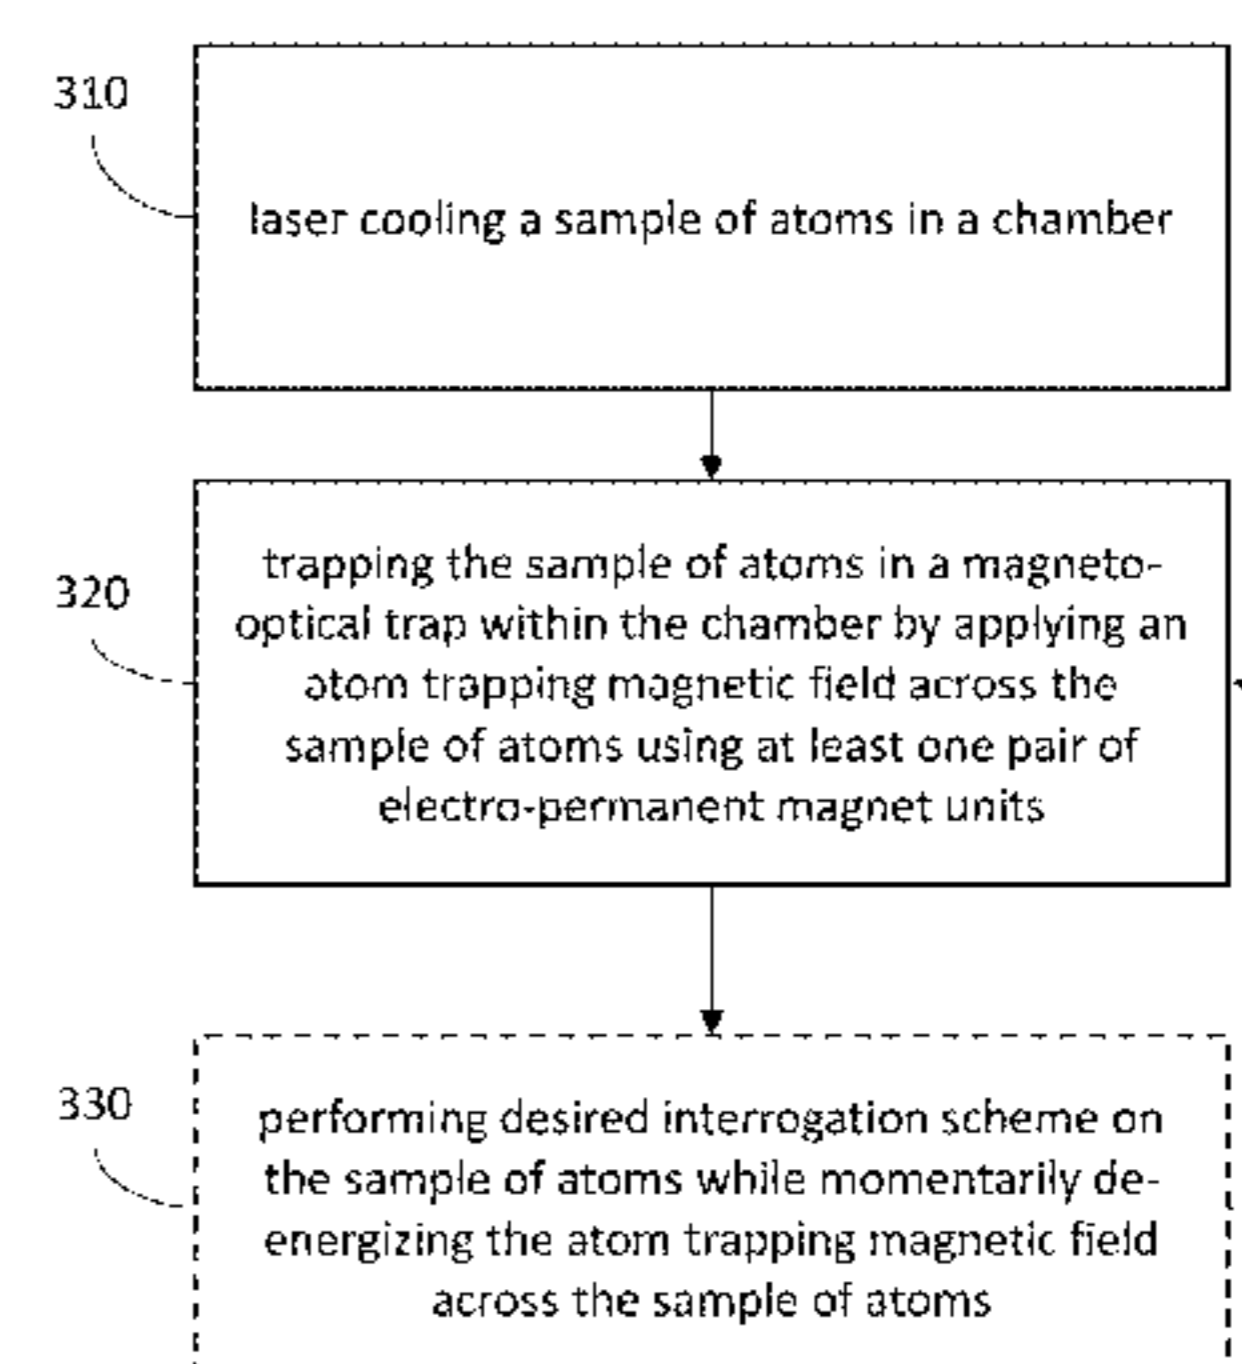 310
laser cooling a sample of atoms in a chamber
320
trapping the sample of atoms in a magneto-
optical trap within the chamber by applying an
atom trapping magnetic field across the
sample of atoms using at least one pair of
electro-permanent magnet units
330
performing desired interrogation scheme on
the sample of atoms while momentarily de-
energizing the atom trapping magnetic field
across the sample of atoms